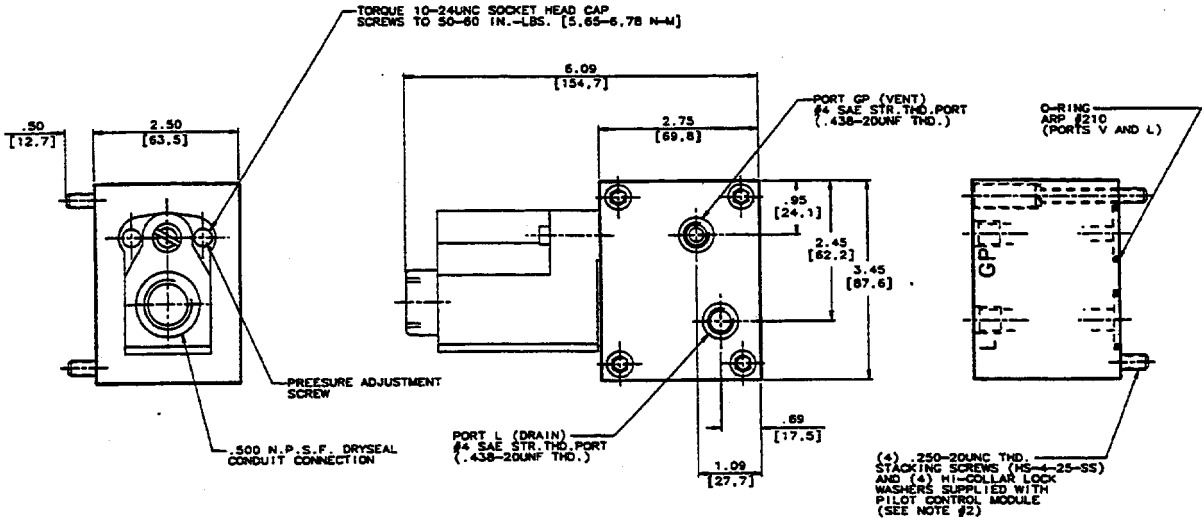 TORQUE 10-24UNC SOCKET HEAD CAP
SCREWS TO 50-60 IN.-LBS. [5.65-6.78 N-M]
6.09
[154.7]
PORT GP (VENT)
#4 SAE STR.THD.PORT
(.438-20UNF THD.)
O-RING
ARP #210
(PORTS V AND L)
.50
[12.7]
2.50
[63.5]
2.75
[69.8]
.95
[24.1]
2.45
[62.2]
3.45
[87.6]
GP
L
PREESURE ADJUSTMENT
SCREW
.500 N.P.S.F. DRYSEAL
CONDUIT CONNECTION
PORT L (DRAIN)
#4 SAE STR.THD.PORT
(.438-20UNF THD.)
.69
[17.5]
1.09
[27.7]
(4) .250-20UNC THD.
STACKING SCREWS (HS-4-25-SS)
AND (4) HI-COLLAR LOCK
WASHERS SUPPLIED WITH
PILOT CONTROL MODULE
(SEE NOTE #2)